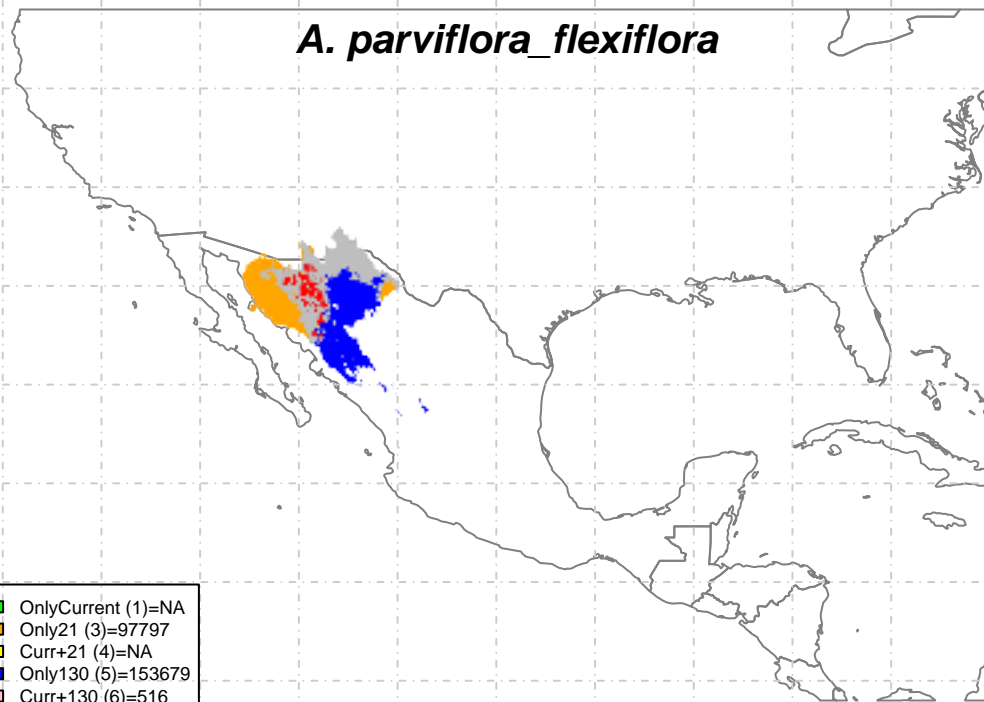 A. parviflora_flexiflora
OnlyCurrent (1)=NA
Only21 (3)=97797
Curr+21 (4)=NA
Only130 (5)=153679
Curr+130 (6)=516